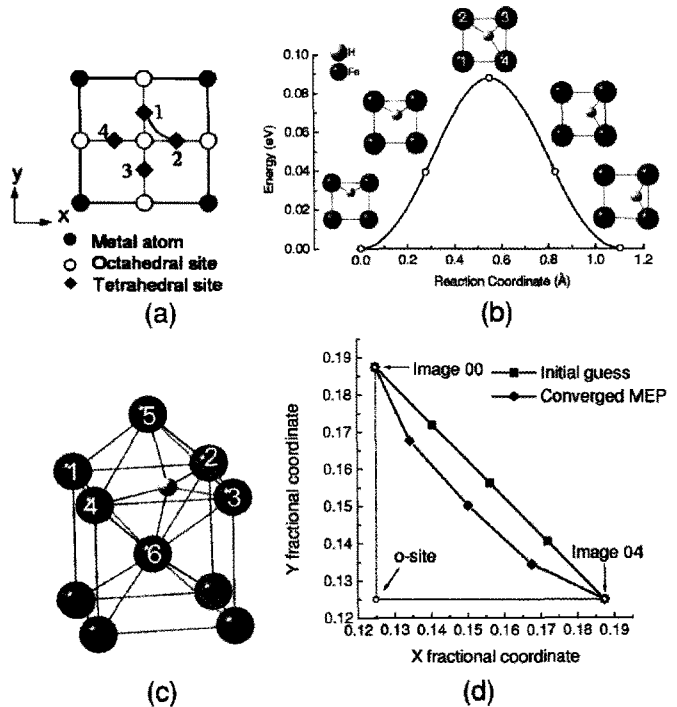 1
4
2
3
y
x
Metal atom
Octahedral site
Tetrahedral site
(a)
H
Fe
2 3
1 4
0.10
0.08
0.06
0.04
0.02
0.00
Energy (eV)
0.0 0.2 0.4 0.6 0.8 1.0 1.2
Reaction Coordinate (Å)
(b)
5
1
2
4
3
6
(c)
0.19
0.18
0.17
0.16
0.15
0.14
0.13
0.12
Y fractional coordinate
Image 00
Initial guess
Converged MEP
o-site
Image 04
0.12 0.13 0.14 0.15 0.16 0.17 0.18 0.19
X fractional coordinate
(d)